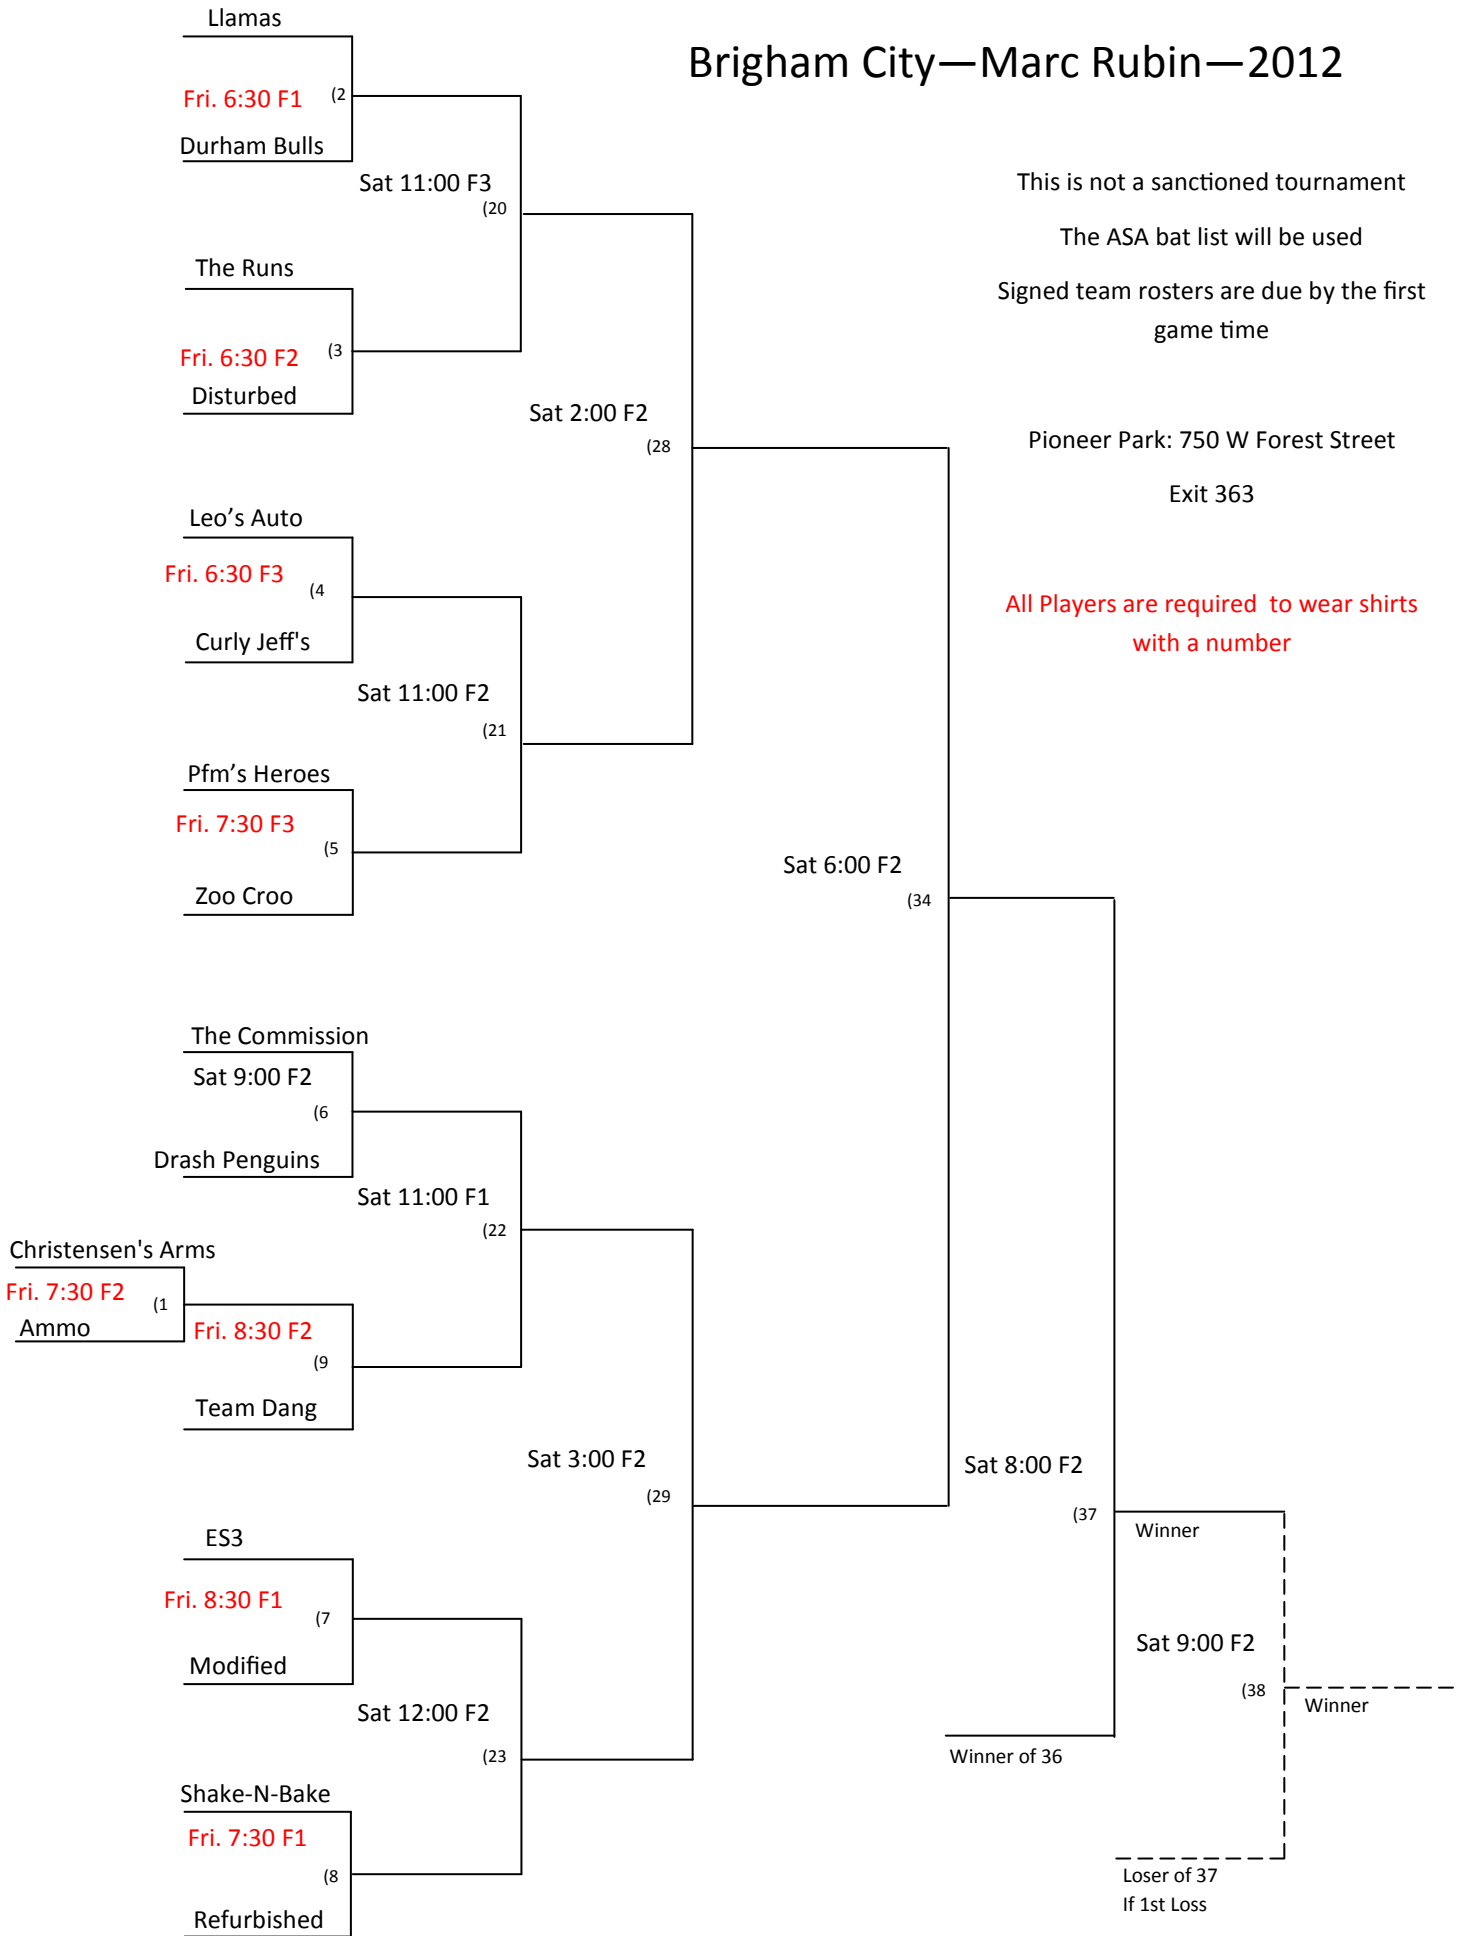 Llamas
Brigham City—Marc Rubin—2012
Fri. 6:30 F1
(2
Durham Bulls
This is not a sanctioned tournament
Sat 11:00 F3
(20
The ASA bat list will be used
The Runs
Signed team rosters are due by the first
game time
Fri. 6:30 F2
(3
Disturbed
Sat 2:00 F2
(28
Pioneer Park: 750 W Forest Street
Exit 363
Leo’s Auto
Fri. 6:30 F3
(4
All Players are required  to wear shirts
with a number
Curly Jeff's
Sat 11:00 F2
(21
Pfm’s Heroes
Fri. 7:30 F3
(5
Zoo Croo
Sat 6:00 F2
(34
The Commission
Sat 9:00 F2
(6
Drash Penguins
Sat 11:00 F1
(22
Christensen's Arms
Fri. 7:30 F2
(1
Ammo
Fri. 8:30 F2
(9
Team Dang
Sat 3:00 F2
(29
Sat 8:00 F2
(37
Winner
ES3
Fri. 8:30 F1
(7
Modified
Sat 9:00 F2
(38
Winner
Sat 12:00 F2
(23
Winner of 36
Shake-N-Bake
Fri. 7:30 F1
(8
Refurbished
Loser of 37
If 1st Loss